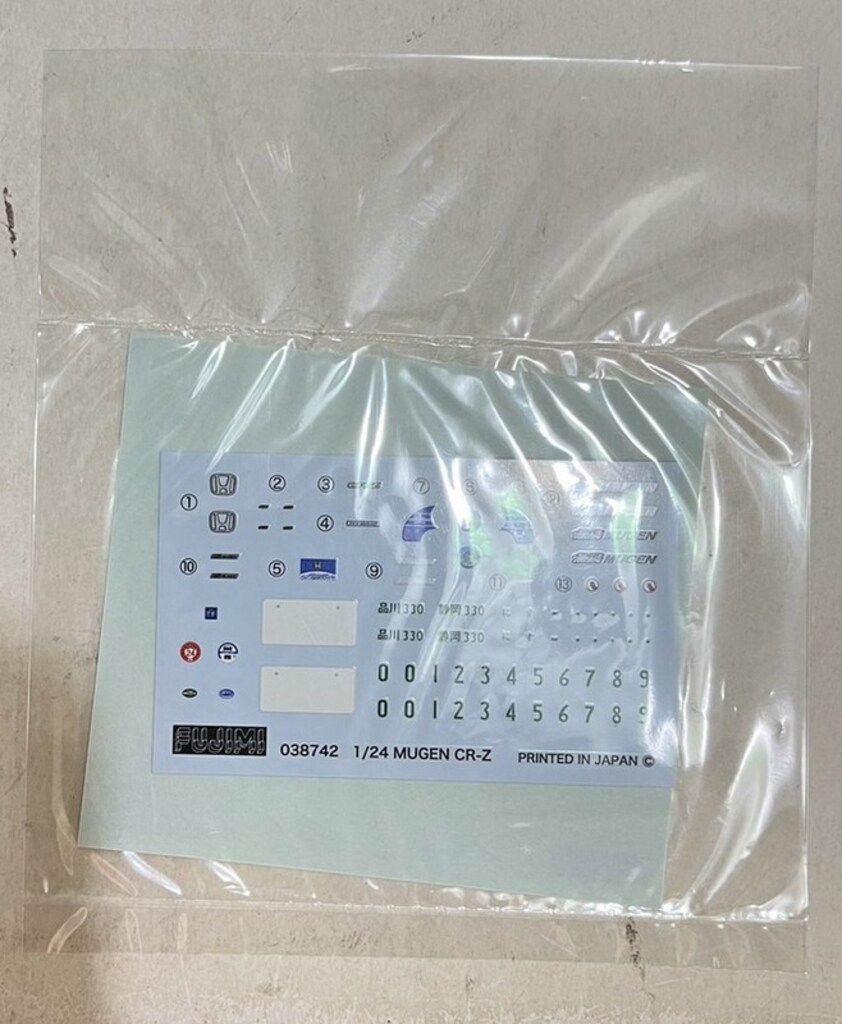 ① ② ③ ⑦
④ MUGEN
⑩ ⑤ ⑨ MUGEN
⑪ ⑬
品川330 静岡330
品川330 静岡330
0 0 1 2 3 4 5 6 7 8 9
0 0 1 2 3 4 5 6 7 8 9
FUJIMI 038742 1/24 MUGEN CR-Z PRINTED IN JAPAN ©